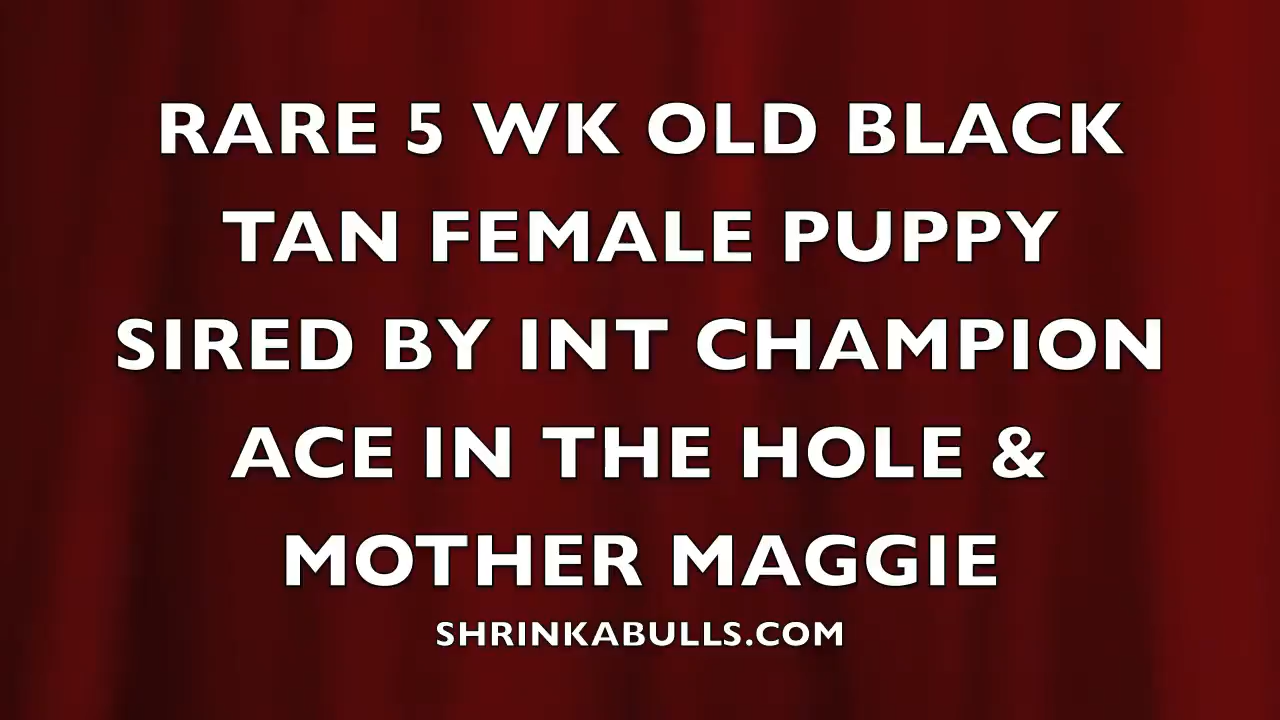 RARE 5 WK OLD BLACK
TAN FEMALE PUPPY
SIRED BY INT CHAMPION
ACE IN THE HOLE &
MOTHER MAGGIE
SHRINKABULLS.COM